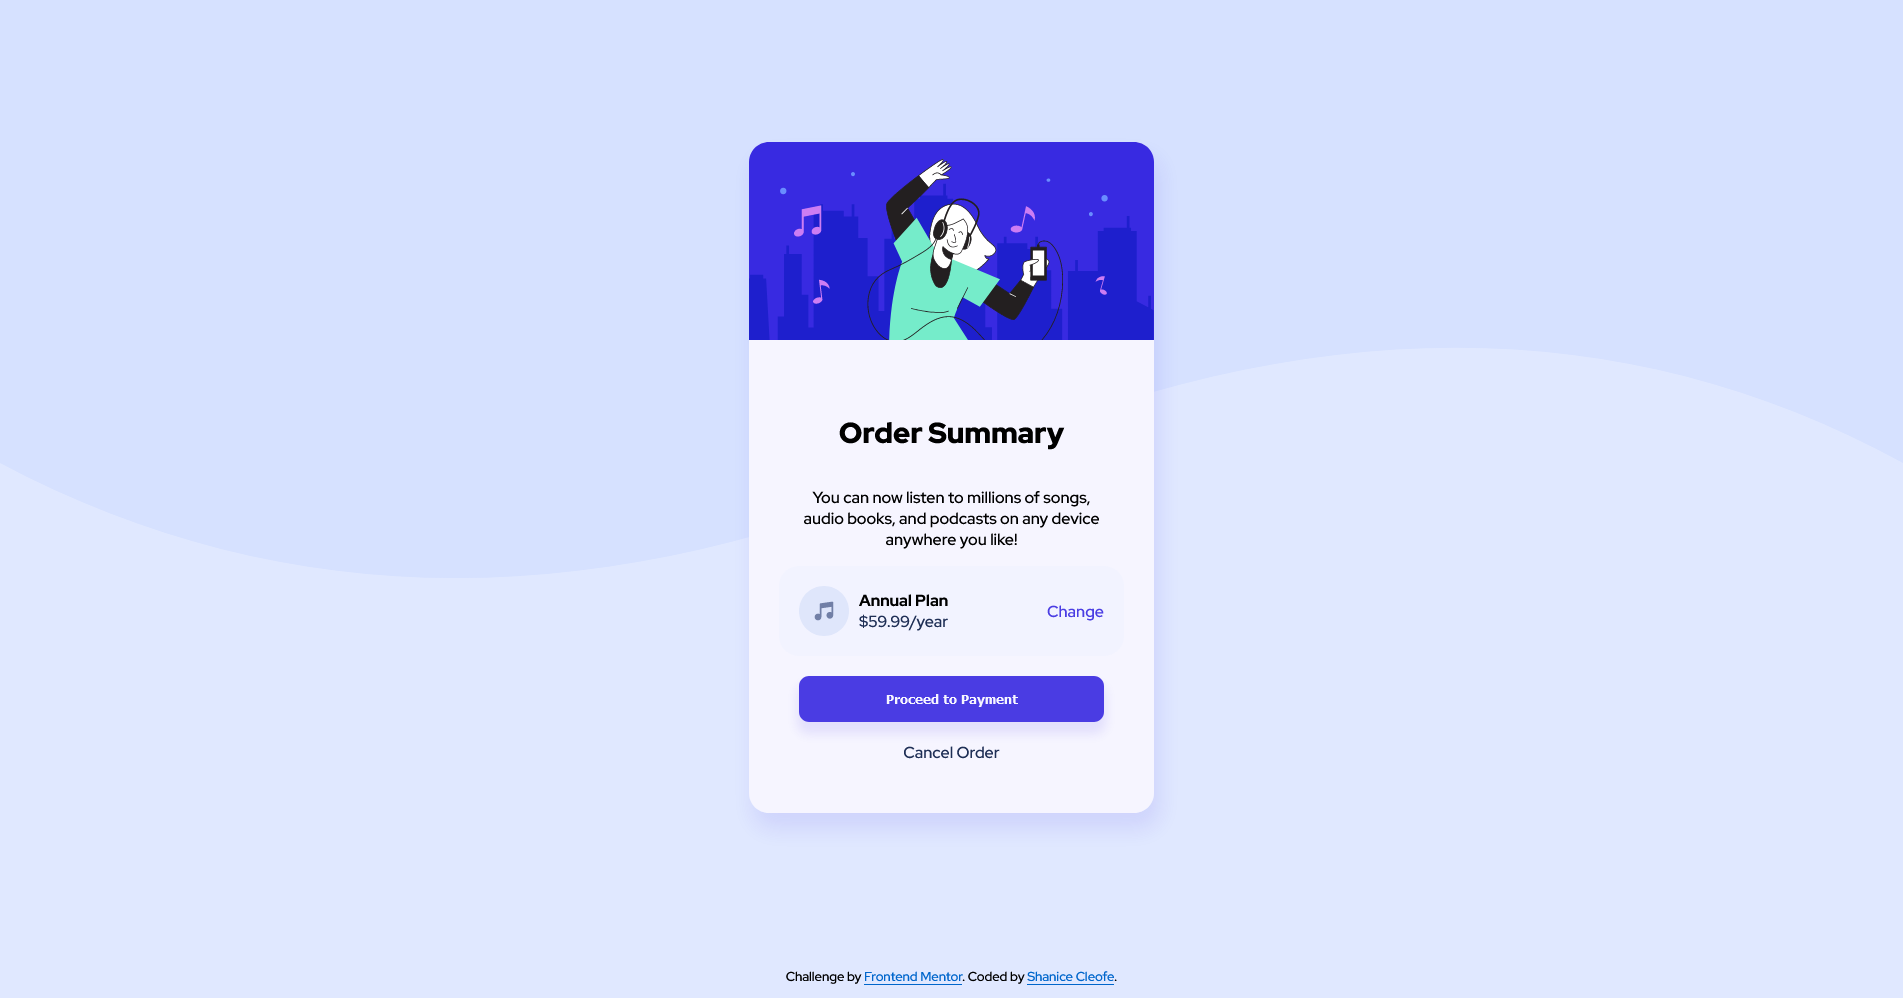 Order Summary
You can now listen to millions of songs,
audio books, and podcasts on any device
anywhere you like!
Annual Plan
$59.99/year
Change
Proceed to Payment
Cancel Order
Challenge by Frontend Mentor. Coded by Shanice Cleofe.